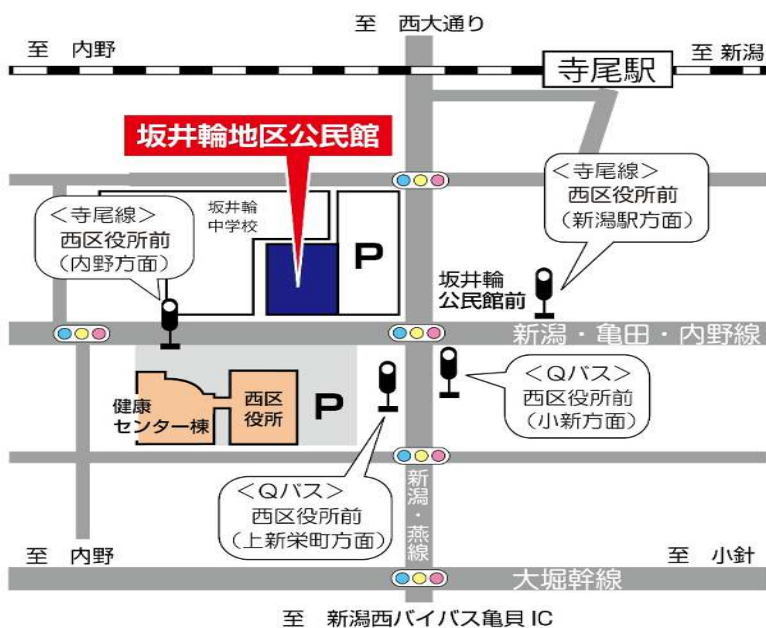 至 西大通り
至 内野
寺尾駅
至 新潟
坂井輪地区公民館
＜寺尾線＞
西区役所前
（内野方面）
坂井輪
中学校
P
＜寺尾線＞
西区役所前
（新潟駅方面）
坂井輪
公民館前
新潟・亀田・内野線
健康
センター棟
西区
役所
P
＜Qバス＞
西区役所前
（小新方面）
＜Qバス＞
西区役所前
（上新栄町方面）
新潟・燕線
至 内野
至 小針
大堀幹線
至 新潟西バイパス亀貝 IC